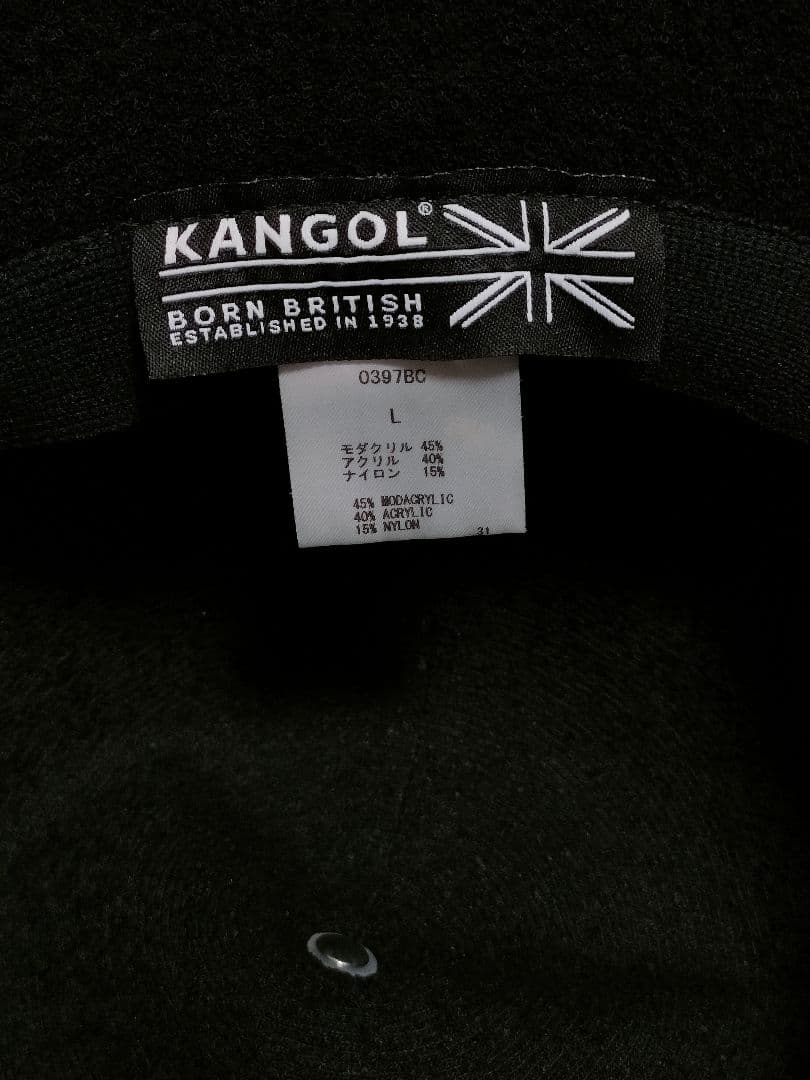 KANGOL®
BORN BRITISH
ESTABLISHED IN 1938
0397BC
L
モダクリル 45%
アクリル 40%
ナイロン 15%
45% MODACRYLIC
40% ACRYLIC
15% NYLON
31